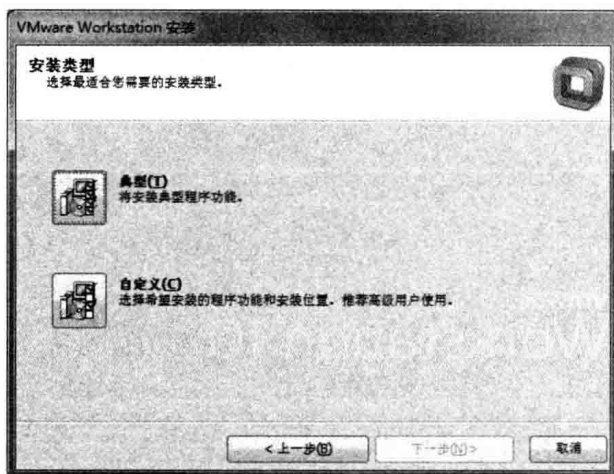 VMware Workstation 安装
安装类型
选择最适合您需要的安装类型。
典型(T)
将安装典型程序功能。
自定义(C)
选择希望安装的程序功能和安装位置。推荐高级用户使用。
< 上一步(B)
下一步(N) >
取消